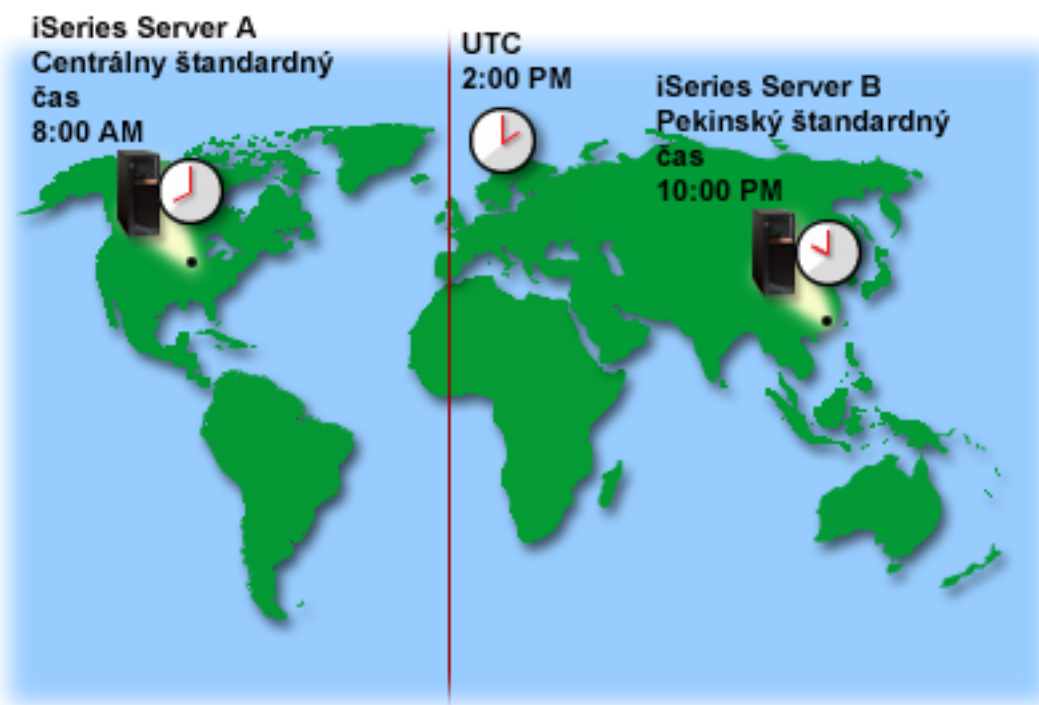 iSeries Server A
Centrálny štandardný
čas
8:00 AM
UTC
2:00 PM
iSeries Server B
Pekinský štandardný
čas
10:00 PM